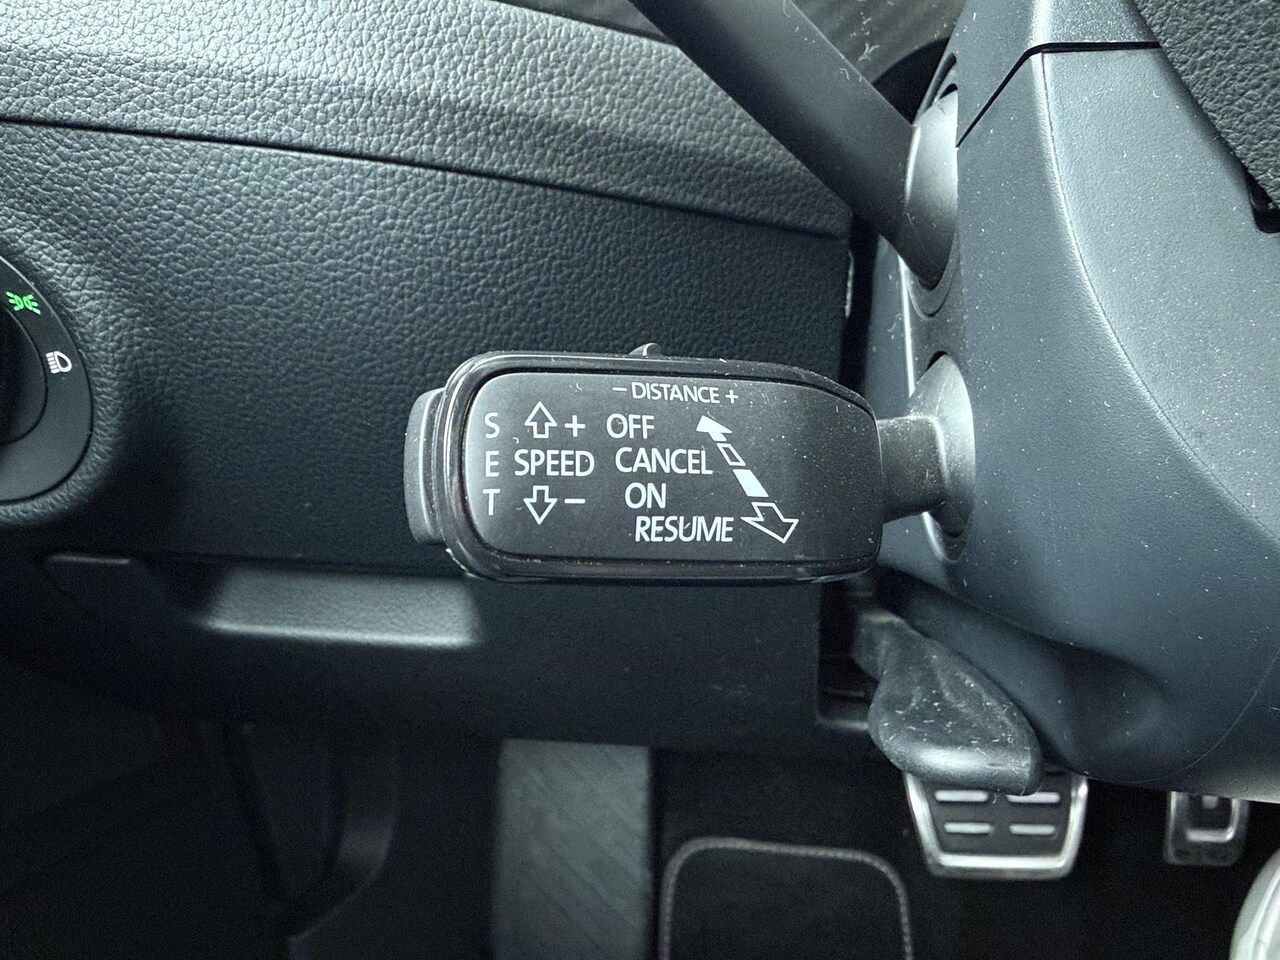 - DISTANCE +
S + OFF
E SPEED CANCEL
T - ON
RESUME